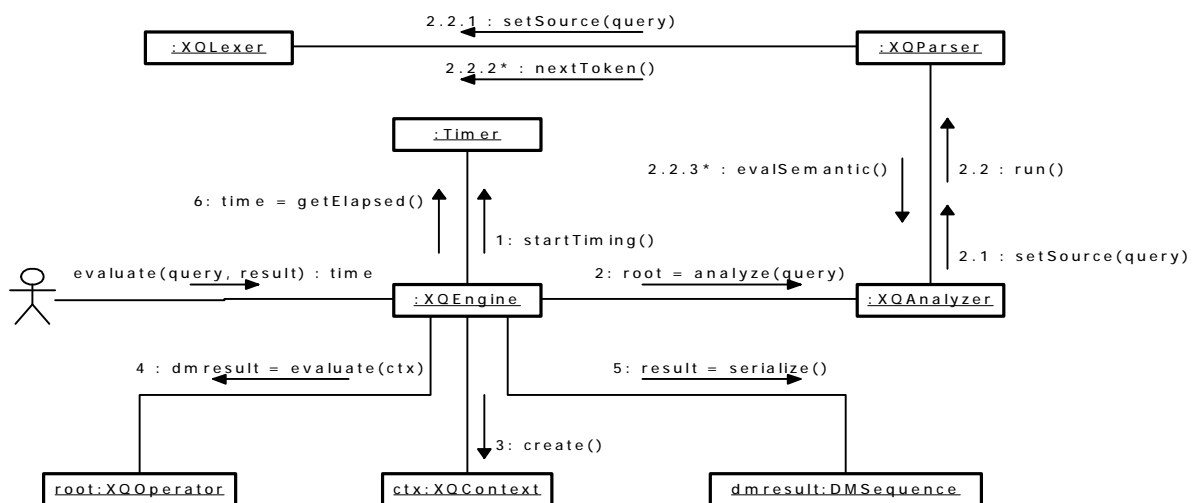 2.2.1 : setSource(query)
:XQLexer
:XQParser
2.2.2* : nextToken()
:Timer
2.2.3* : evalSemantic()
2.2 : run()
6: time = getElapsed()
1: startTiming()
2.1 : setSource(query)
evaluate(query, result) : time
2: root = analyze(query)
:XQEngine
:XQAnalyzer
4 : dmresult = evaluate(ctx)
5: result = serialize()
3: create()
root:XQOperator
ctx:XQContext
dmresult:DMSequence